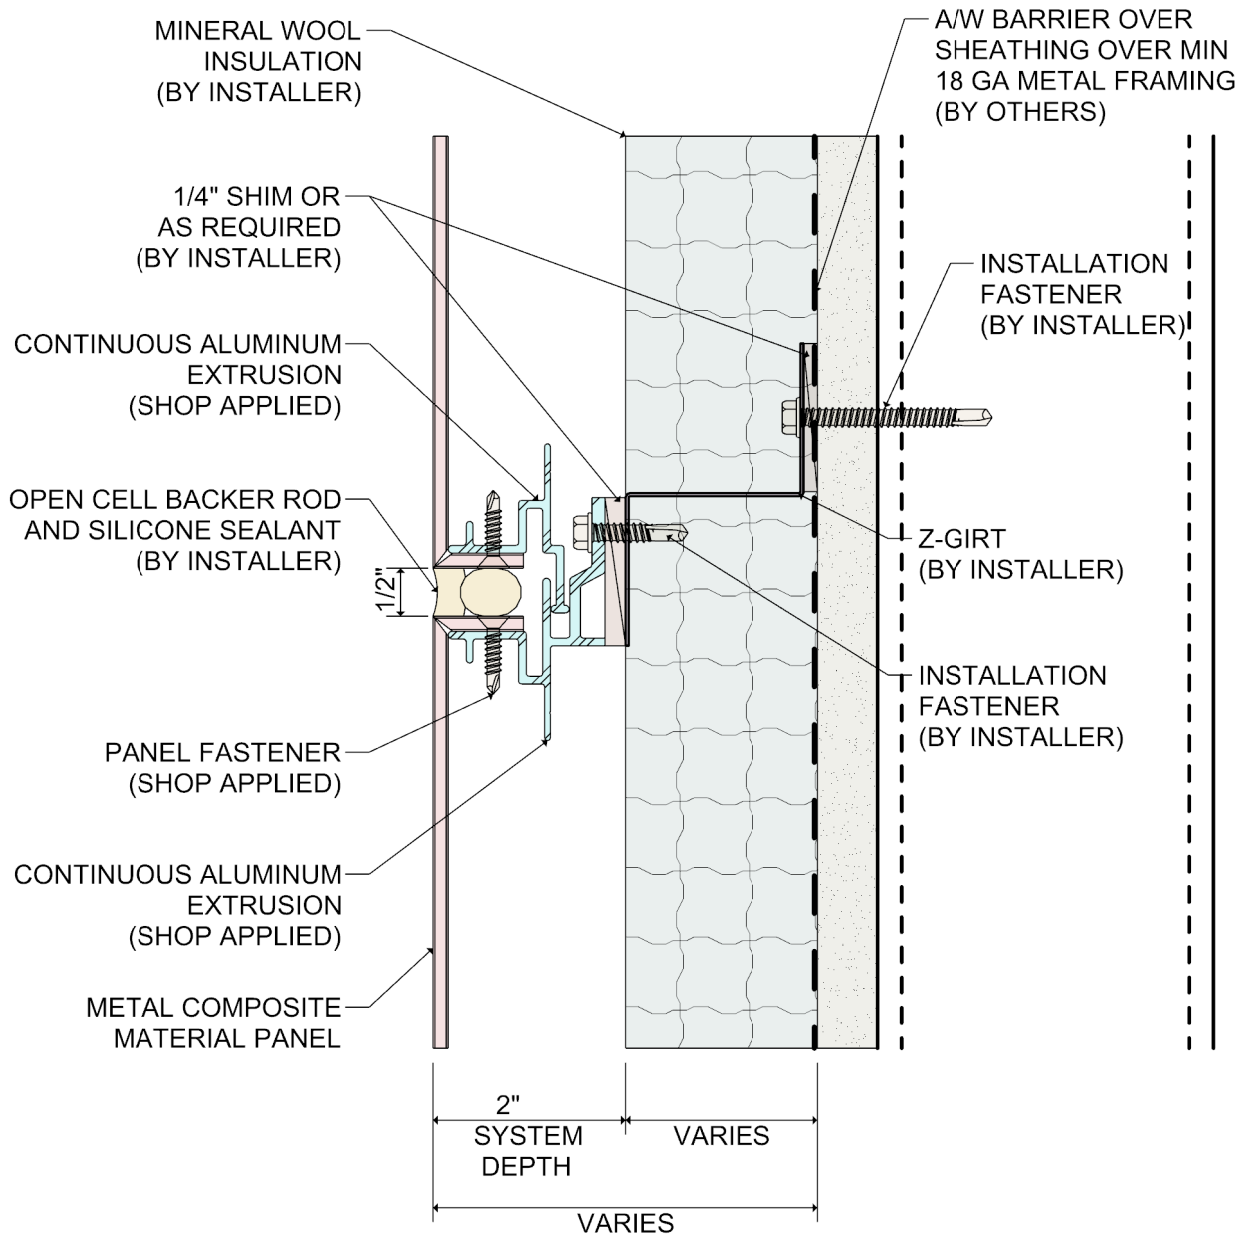 MINERAL WOOL
INSULATION
(BY INSTALLER)
A/W BARRIER OVER
SHEATHING OVER MIN
18 GA METAL FRAMING
(BY OTHERS)
1/4" SHIM OR
AS REQUIRED
(BY INSTALLER)
INSTALLATION
FASTENER
(BY INSTALLER)
CONTINUOUS ALUMINUM
EXTRUSION
(SHOP APPLIED)
OPEN CELL BACKER ROD
AND SILICONE SEALANT
(BY INSTALLER)
1/2"
Z-GIRT
(BY INSTALLER)
INSTALLATION
FASTENER
(BY INSTALLER)
PANEL FASTENER
(SHOP APPLIED)
CONTINUOUS ALUMINUM
EXTRUSION
(SHOP APPLIED)
METAL COMPOSITE
MATERIAL PANEL
2"
SYSTEM
DEPTH
VARIES
VARIES